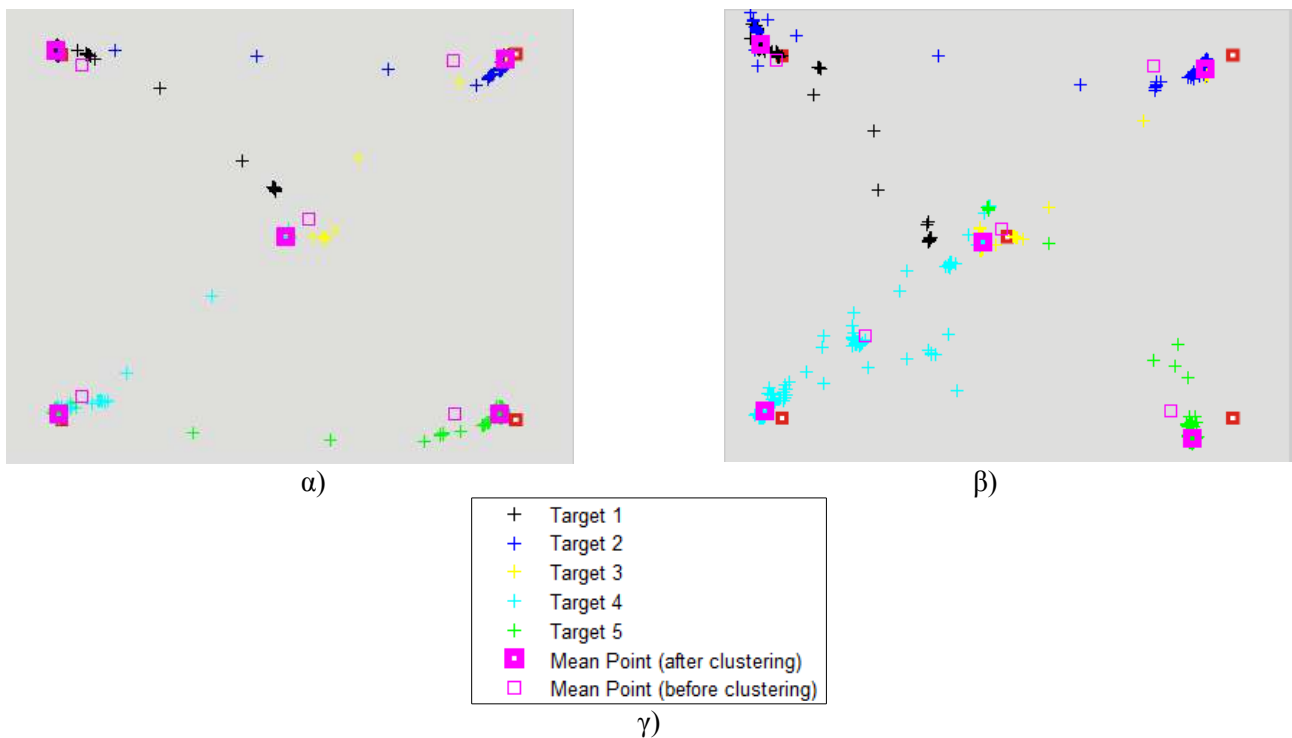 α)
β)
Target 1
Target 2
Target 3
Target 4
Target 5
Mean Point (after clustering)
Mean Point (before clustering)
γ)